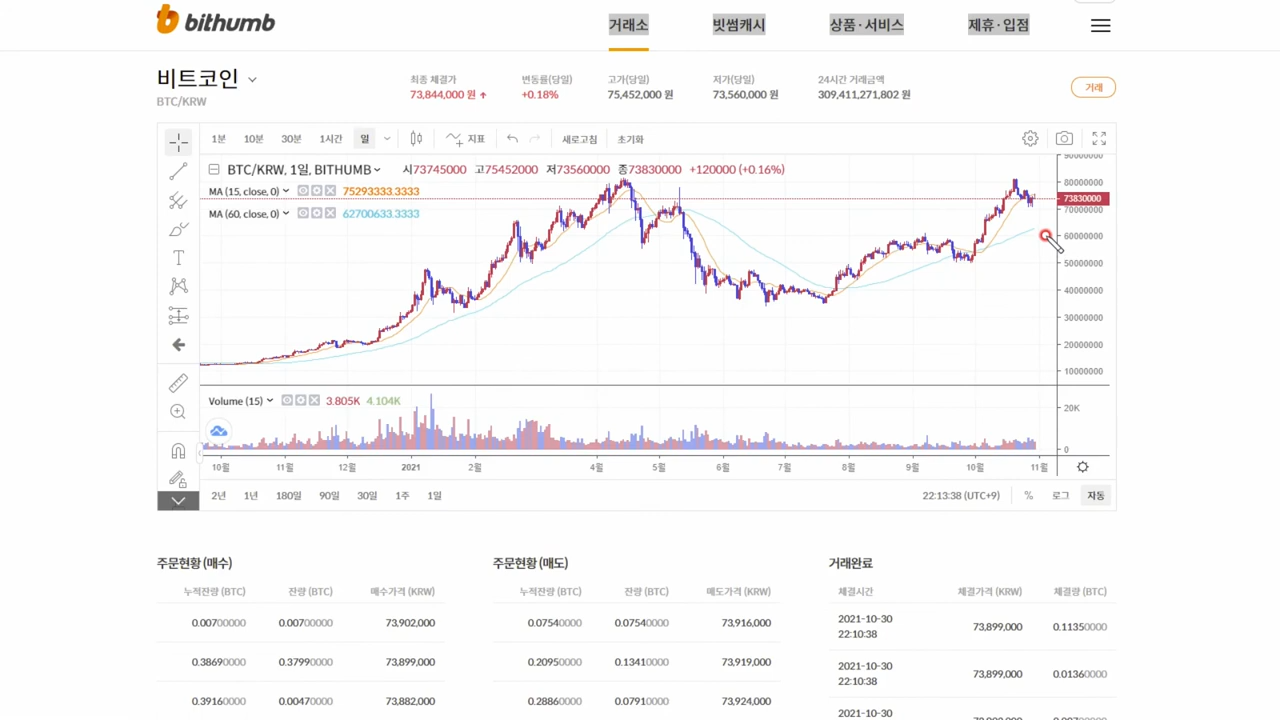 bithumb
거래소 빗썸캐시 상품·서비스 제휴·입점
비트코인
BTC/KRW
최종 체결가 변동률(당일) 고가(당일) 저가(당일) 24시간 거래금액
73,844,000 원 +0.18% 75,452,000 원 73,560,000 원 309,411,271,802 원
거래
1분 10분 30분 1시간 일 지표 새로고침 초기화
BTC/KRW, 1일, BITHUMB 시73745000 고75452000 저73560000 종73830000 +120000 (+0.16%)
MA (15, close, 0) 75293333.3333
MA (60, close, 0) 62700633.3333
90000000
80000000
73830000
70000000
60000000
50000000
40000000
30000000
20000000
10000000
Volume (15) 3.805K 4.104K
20K
0
10월 11월 12월 2021 2월 4월 5월 6월 7월 8월 9월 10월 11월
2년 1년 180일 90일 30일 1주 1일 22:13:38 (UTC+9) % 로그 자동
주문현황 (매수) 주문현황 (매도) 거래완료
누적잔량 (BTC) 잔량 (BTC) 매수가격 (KRW) 누적잔량 (BTC) 잔량 (BTC) 매도가격 (KRW) 체결시간 체결가격 (KRW) 체결량 (BTC)
0.00700000 0.00700000 73,902,000 0.07540000 0.07540000 73,916,000 2021-10-30 22:10:38 73,899,000 0.11350000
0.38690000 0.37990000 73,899,000 0.20950000 0.13410000 73,919,000 2021-10-30 22:10:38 73,899,000 0.01360000
0.39160000 0.00470000 73,882,000 0.28860000 0.07910000 73,924,000
2021-10-30